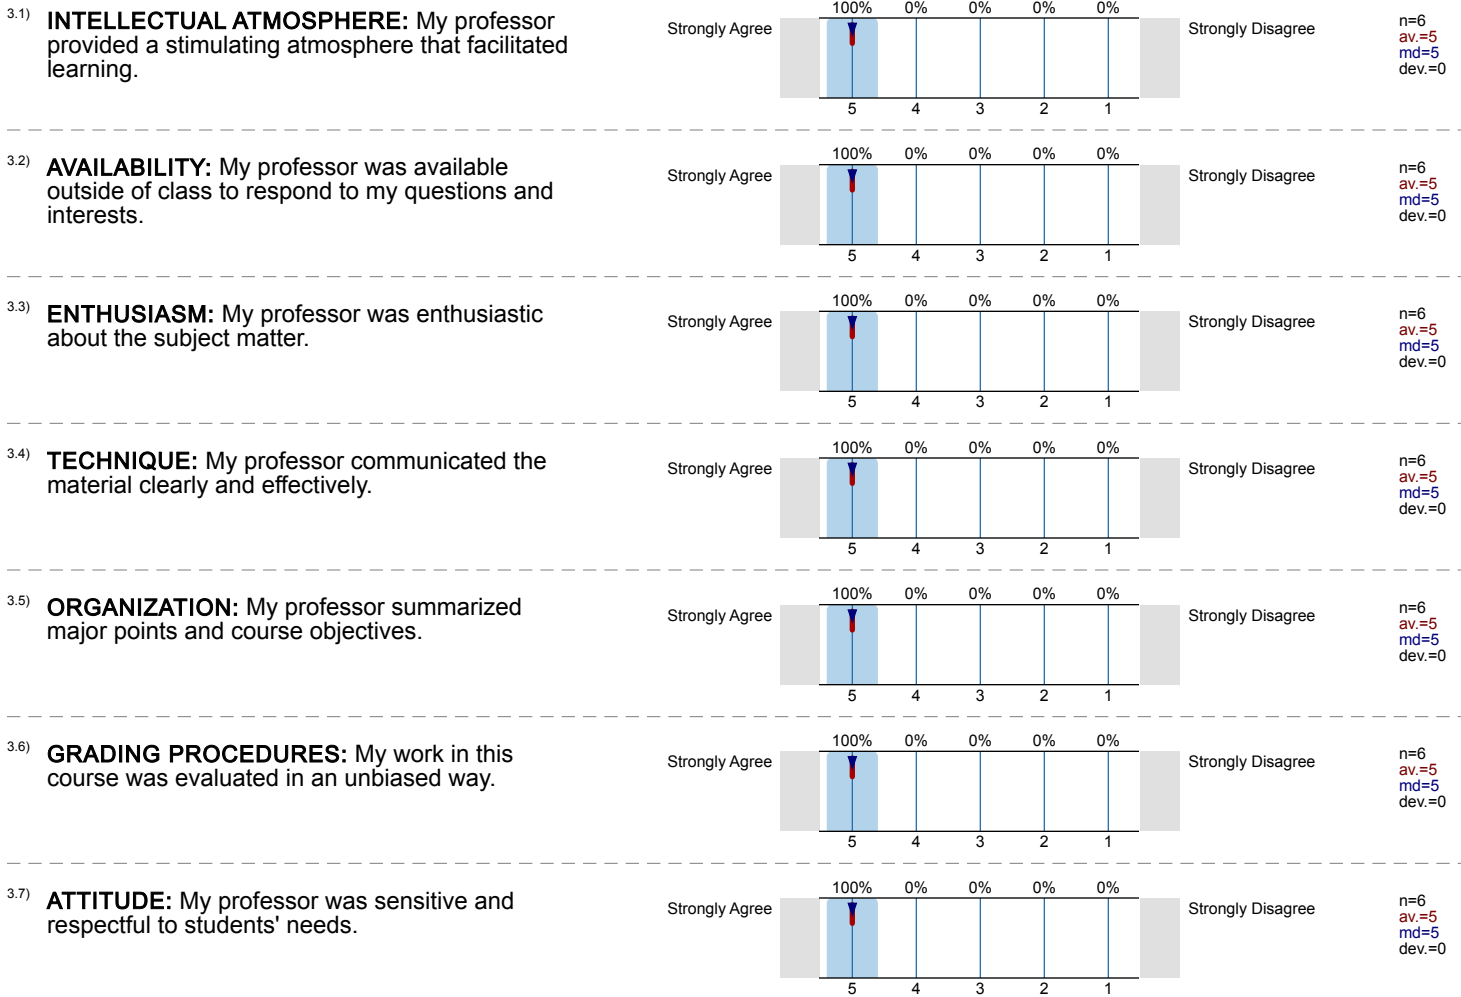 3.1) INTELLECTUAL ATMOSPHERE: My professor
provided a stimulating atmosphere that facilitated
learning.
Strongly Agree
100% 0% 0% 0% 0%
5 4 3 2 1
Strongly Disagree
n=6
av.=5
md=5
dev.=0
3.2) AVAILABILITY: My professor was available
outside of class to respond to my questions and
interests.
Strongly Agree
100% 0% 0% 0% 0%
5 4 3 2 1
Strongly Disagree
n=6
av.=5
md=5
dev.=0
3.3) ENTHUSIASM: My professor was enthusiastic
about the subject matter.
Strongly Agree
100% 0% 0% 0% 0%
5 4 3 2 1
Strongly Disagree
n=6
av.=5
md=5
dev.=0
3.4) TECHNIQUE: My professor communicated the
material clearly and effectively.
Strongly Agree
100% 0% 0% 0% 0%
5 4 3 2 1
Strongly Disagree
n=6
av.=5
md=5
dev.=0
3.5) ORGANIZATION: My professor summarized
major points and course objectives.
Strongly Agree
100% 0% 0% 0% 0%
5 4 3 2 1
Strongly Disagree
n=6
av.=5
md=5
dev.=0
3.6) GRADING PROCEDURES: My work in this
course was evaluated in an unbiased way.
Strongly Agree
100% 0% 0% 0% 0%
5 4 3 2 1
Strongly Disagree
n=6
av.=5
md=5
dev.=0
3.7) ATTITUDE: My professor was sensitive and
respectful to students' needs.
Strongly Agree
100% 0% 0% 0% 0%
5 4 3 2 1
Strongly Disagree
n=6
av.=5
md=5
dev.=0